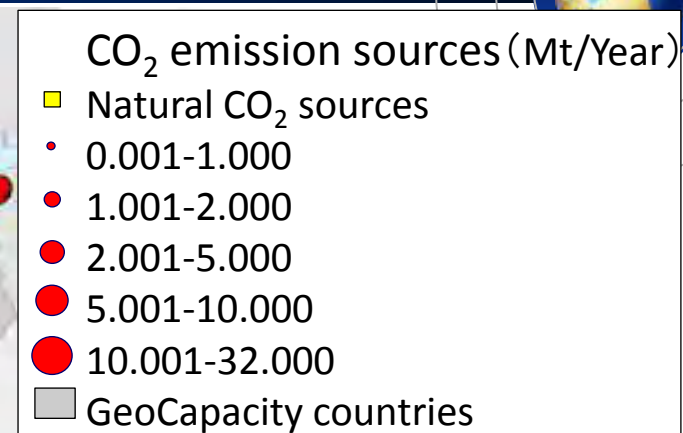 CO₂ emission sources（Mt/Year）
Natural CO₂ sources
0.001-1.000
1.001-2.000
2.001-5.000
5.001-10.000
10.001-32.000
GeoCapacity countries